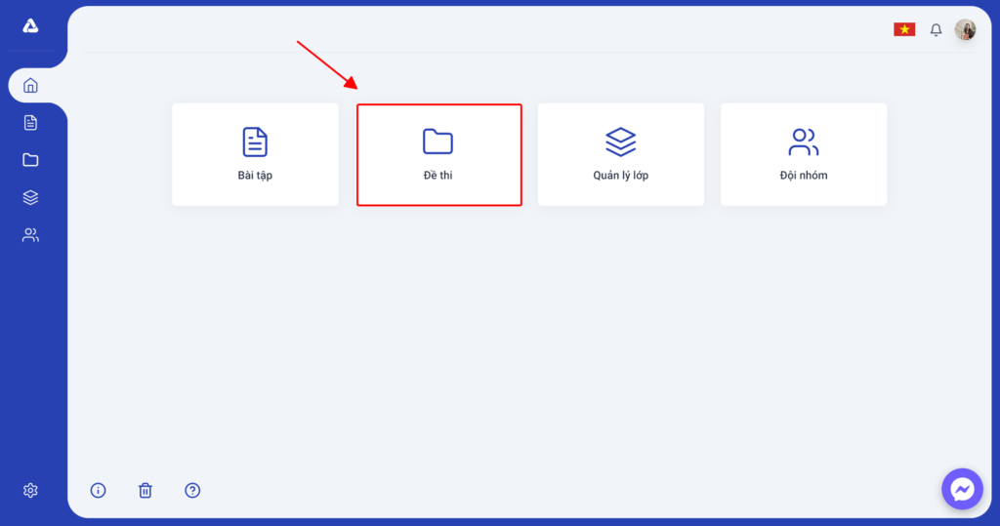 Bài tập
Đề thi
Quản lý lớp
Đội nhóm